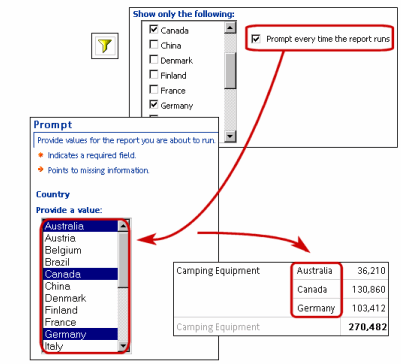 Show only the following:
Canada
China
Denmark
Finland
France
Germany
Prompt every time the report runs
Prompt
Provide values for the report you are about to run.
* Indicates a required field.
Points to missing information.
Country
Provide a value:
Australia
Austria
Belgium
Brazil
Canada
China
Denmark
Finland
France
Germany
Italy
Camping Equipment Australia 36,210
Canada 130,860
Germany 103,412
Camping Equipment 270,482